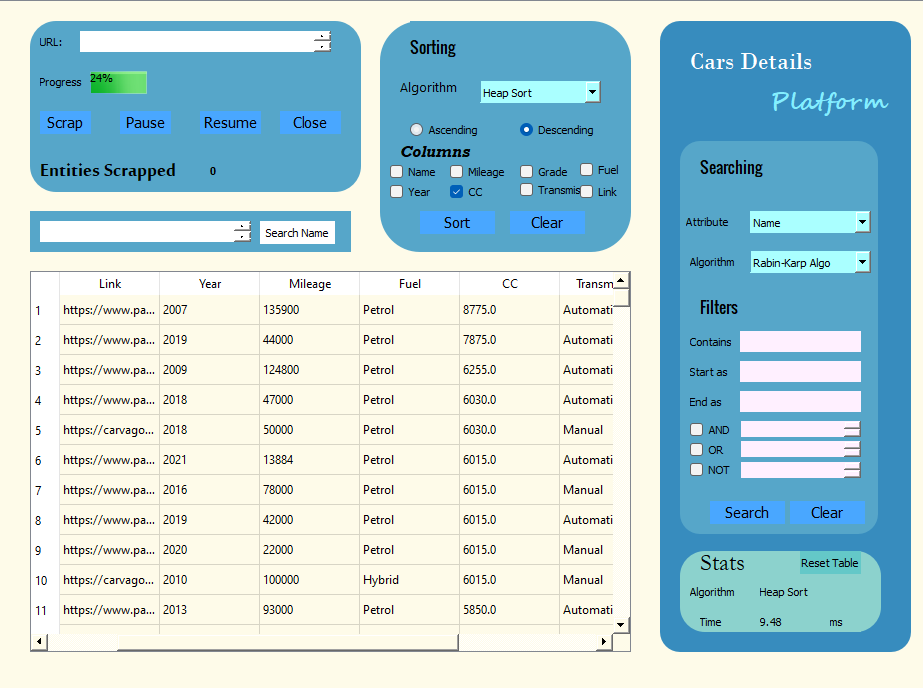 URL:
Progress 24%
Scrap Pause Resume Close
Entities Scrapped 0
Search Name
Sorting
Algorithm Heap Sort
Ascending Descending
Columns
Name Mileage Grade Fuel
Year CC Transmis Link
Sort Clear
Link Year Mileage Fuel CC Transm
1 https://www.pa... 2007 135900 Petrol 8775.0 Automati
2 https://www.pa... 2019 44000 Petrol 7875.0 Automati
3 https://www.pa... 2009 124800 Petrol 6255.0 Automati
4 https://www.pa... 2018 47000 Petrol 6030.0 Automati
5 https://carvago... 2018 50000 Petrol 6030.0 Manual
6 https://www.pa... 2021 13884 Petrol 6015.0 Automati
7 https://www.pa... 2016 78000 Petrol 6015.0 Manual
8 https://www.pa... 2019 42000 Petrol 6015.0 Automati
9 https://www.pa... 2020 22000 Petrol 6015.0 Manual
10 https://carvago... 2010 100000 Hybrid 6015.0 Manual
11 https://www.pa... 2013 93000 Petrol 5850.0 Automati
Cars Details
Platform
Searching
Attribute Name
Algorithm Rabin-Karp Algo
Filters
Contains
Start as
End as
AND
OR
NOT
Search Clear
Stats Reset Table
Algorithm Heap Sort
Time 9.48 ms